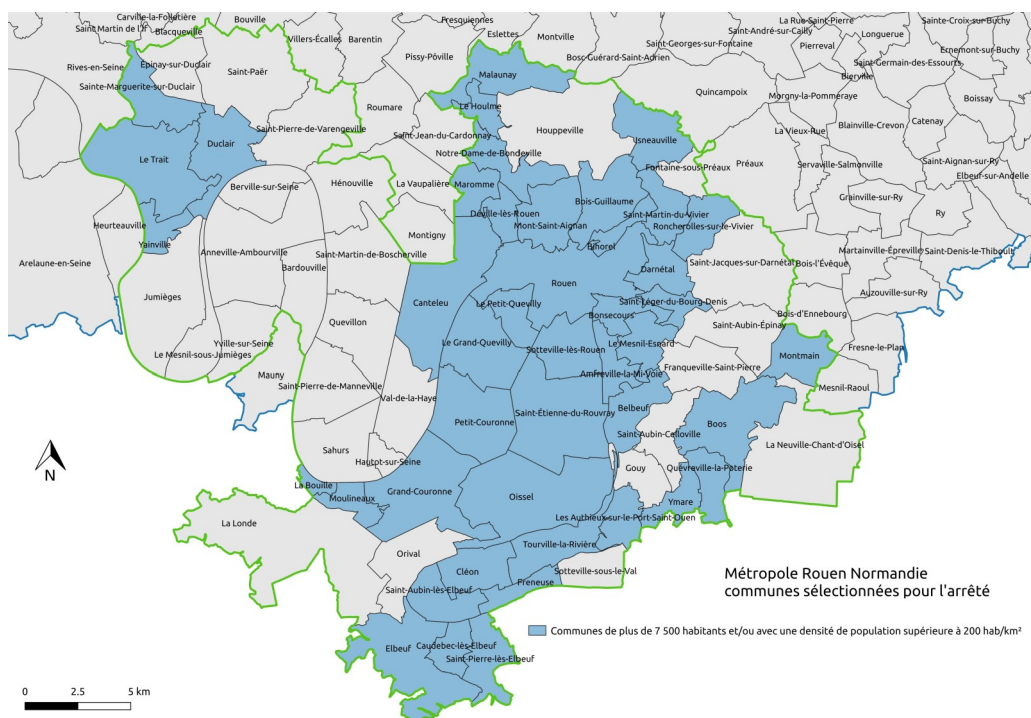 Carville-la-Folletière
Bouville
Fresquiennes
La Rue-Saint-Pierre
Sainte-Croix-sur-Buchy
Saint Martin de l'If
Blacqueville
Villers-Écalles
Barentin
Eslettes
Montville
Saint-André-sur-Cailly
Longuerue
Saint-Georges-sur-Fontaine
Pierreval
Ernemont-sur-Buchy
Pissy-Pôville
Bosc-Guérard-Saint-Adrien
Saint-Germain-des-Essourts
Rives-en-Seine
Épinay-sur-Duclair
Saint-Paër
Malaunay
Bierville
Sainte-Marguerite-sur-Duclair
Quincampoix
Morgny-la-Pommeraye
Boissay
Roumare
Le Houlme
Houppeville
Blainville-Crevon
Catenay
Saint-Pierre-de-Varengeville
Saint-Jean-du-Cardonnay
Isneauville
La Vieux-Rue
Duclair
Notre-Dame-de-Bondeville
Le Trait
Fontaine-sous-Préaux
Préaux
Servaville-Salmonville
Saint-Aignan-sur-Ry
Hénouville
La Vaupalière
Maromme
Elbeuf-sur-Andelle
Berville-sur-Seine
Bois-Guillaume
Grainville-sur-Ry
Heurteauville
Déville-lès-Rouen
Saint-Martin-du-Vivier
Ry
Mont-Saint-Aignan
Roncherolles-sur-le-Vivier
Montigny
Yainville
Bihorel
Anneville-Ambourville
Saint-Martin-de-Boscherville
Martainville-Épreville
Saint-Denis-le-Thiboult
Arelaune-en-Seine
Bardouville
Darnétal
Saint-Jacques-sur-Darnétal
Bois-l'Évêque
Rouen
Jumièges
Canteleu
Le Petit-Quevilly
Saint-Léger-du-Bourg-Denis
Auzouville-sur-Ry
Quevillon
Bonsecours
Bois-d'Ennebourg
Saint-Aubin-Épinay
Yville-sur-Seine
Le Grand-Quevilly
Sotteville-lès-Rouen
Le Mesnil-Esnard
Fresne-le-Plan
Le Mesnil-sous-Jumièges
Montmain
Mauny
Amfreville-la-Mi-Voie
Franqueville-Saint-Pierre
Saint-Pierre-de-Manneville
Mesnil-Raoul
Val-de-la-Haye
Belbeuf
Saint-Étienne-du-Rouvray
Petit-Couronne
Boos
Saint-Aubin-Celloville
La Neuville-Chant-d'Oisel
Sahurs
Hautot-sur-Seine
Gouy
Quévreville-la-Poterie
N
La Bouille
Grand-Couronne
Moulineaux
Oissel
Ymare
La Londe
Les Authieux-sur-le-Port-Saint-Ouen
Tourville-la-Rivière
Orival
Cléon
Sotteville-sous-le-Val
Freneuse
Saint-Aubin-lès-Elbeuf
Métropole Rouen Normandie
communes sélectionnées pour l'arrêté
Communes de plus de 7 500 habitants et/ou avec une densité de population supérieure à 200 hab/km²
Elbeuf
Caudebec-lès-Elbeuf
Saint-Pierre-lès-Elbeuf
0 2.5 5 km